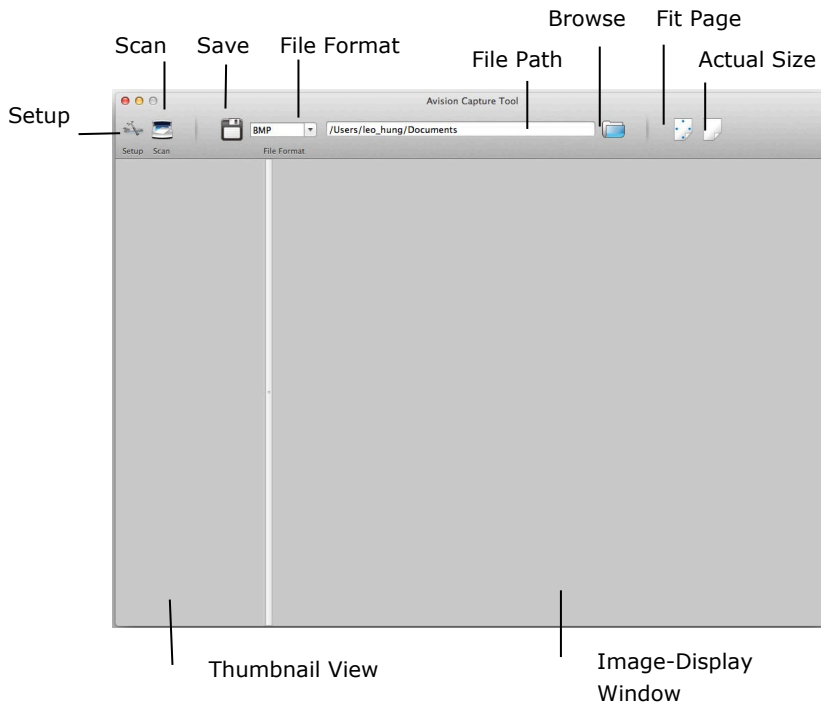 Browse Fit Page
Scan Save File Format
File Path Actual Size
Setup
Avision Capture Tool
BMP /Users/leo_hung/Documents
Setup Scan File Format
Thumbnail View
Image-Display
Window